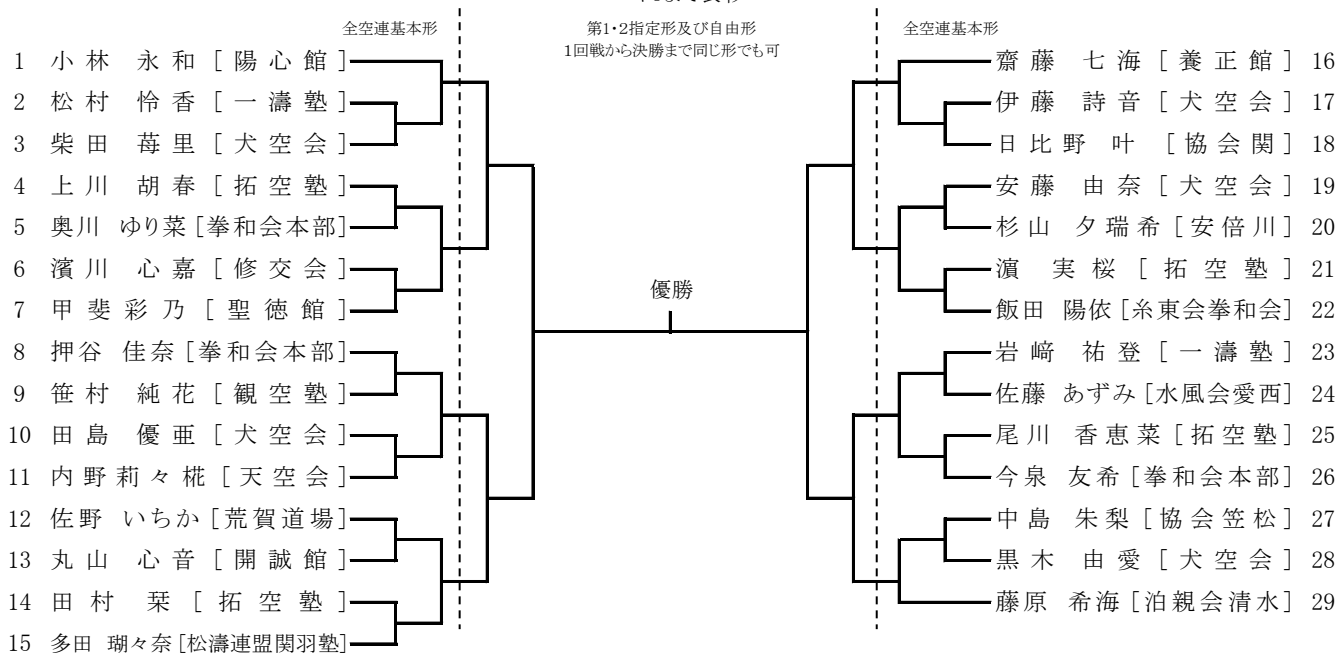 全空連基本形
第1・2指定形及び自由形
1回戦から決勝まで同じ形でも可
全空連基本形
1 小林 永和 [陽心館]
2 松村 怜香 [一濤塾]
3 柴田 苺里 [犬空会]
4 上川 胡春 [拓空塾]
5 奥川 ゆり菜 [拳和会本部]
6 濱川 心嘉 [修交会]
7 甲斐彩乃 [聖徳館]
8 押谷 佳奈 [拳和会本部]
9 笹村 純花 [観空塾]
10 田島 優亜 [犬空会]
11 内野莉々椛 [天空会]
12 佐野 いちか [荒賀道場]
13 丸山 心音 [開誠館]
14 田村 栞 [拓空塾]
15 多田 瑚々奈 [松濤連盟関羽塾]
優勝
齋藤 七海 [養正館] 16
伊藤 詩音 [犬空会] 17
日比野 叶 [協会関] 18
安藤 由奈 [犬空会] 19
杉山 夕瑞希 [安倍川] 20
濵 実桜 [拓空塾] 21
飯田 陽依 [糸東会拳和会] 22
岩﨑 祐登 [一濤塾] 23
佐藤 あずみ [水風会愛西] 24
尾川 香恵菜 [拓空塾] 25
今泉 友希 [拳和会本部] 26
中島 朱梨 [協会笠松] 27
黒木 由愛 [犬空会] 28
藤原 希海 [泊親会清水] 29